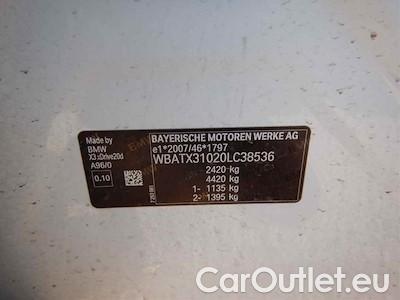 Made by
BMW
X3 xDrive20d
A96/0
0.10
BAYERISCHE MOTOREN WERKE AG
e1*2007/46*1797
WBATX31020LC38536
2420 kg
4420 kg
1- 1135 kg
2- 1395 kg
CarOutlet.eu